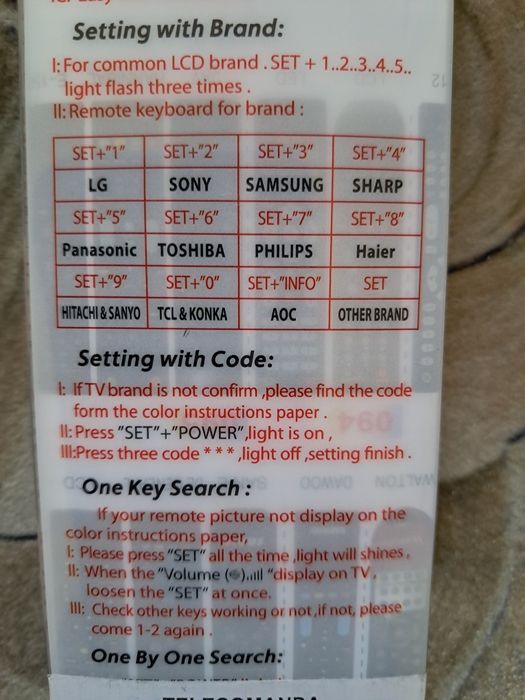 Setting with Brand:
I: For common LCD brand . SET + 1..2..3..4..5..
light flash three times .
II: Remote keyboard for brand :
SET+"1" SET+"2" SET+"3" SET+"4"
LG SONY SAMSUNG SHARP
SET+"5" SET+"6" SET+"7" SET+"8"
Panasonic TOSHIBA PHILIPS Haier
SET+"9" SET+"0" SET+"INFO" SET
HITACHI & SANYO TCL & KONKA AOC OTHER BRAND
Setting with Code:
I: If TV brand is not confirm ,please find the code
form the color instructions paper .
II: Press "SET"+"POWER",light is on ,
III:Press three code * * * ,light off ,setting finish .
One Key Search :
If your remote picture not display on the
color instructions paper,
I: Please press "SET" all the time ,light will shines ,
II: When the "Volume ( ) "display on TV ,
loosen the "SET" at once.
III: Check other keys working or not ,if not, please
come 1-2 again .
One By One Search: